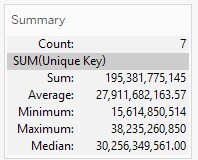 Summary
Count: 7
SUM(Unique Key)
Sum: 195,381,775,145
Average: 27,911,682,163.57
Minimum: 15,614,850,514
Maximum: 38,235,260,850
Median: 30,256,349,561.00